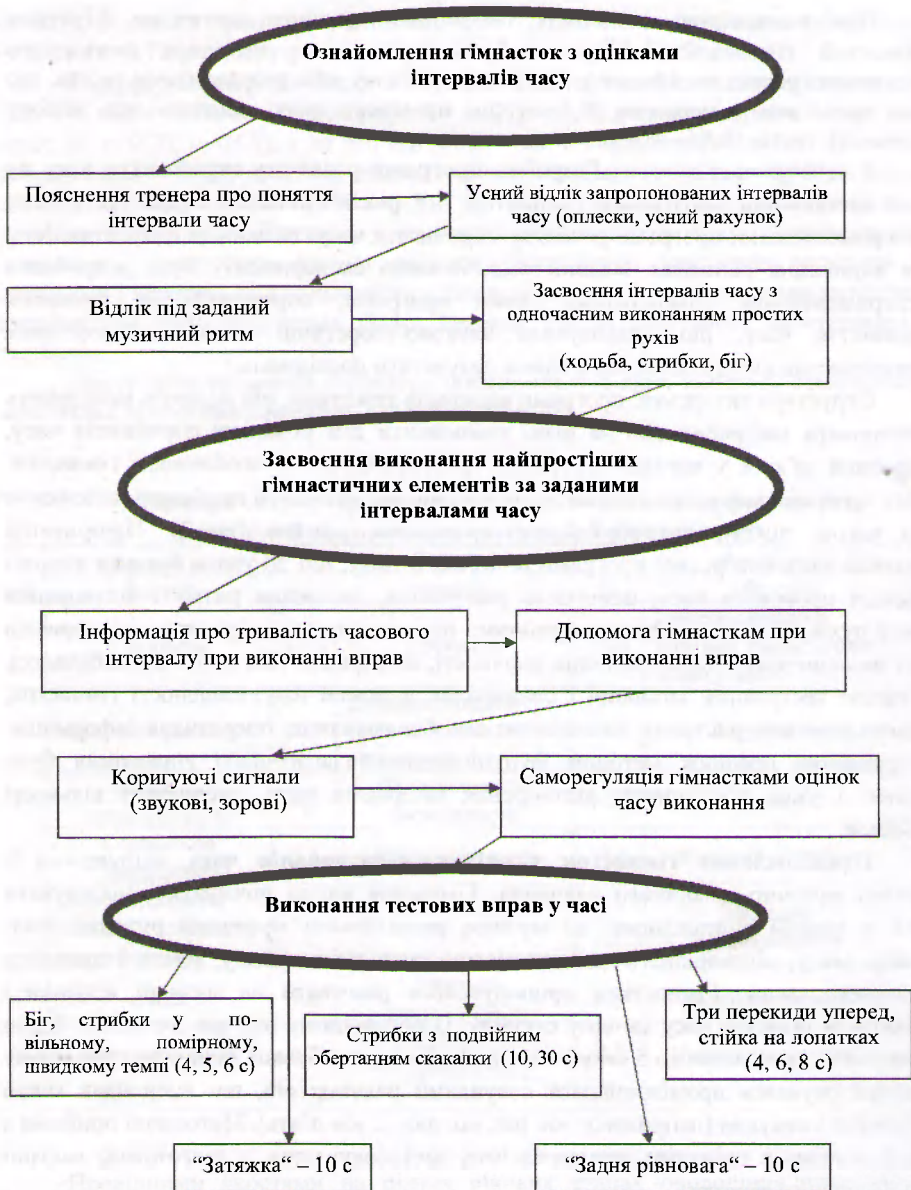 Ознайомлення гімнасток з оцінками
інтервалів часу
Пояснення тренера про поняття
інтервали часу
Усний відлік запропонованих інтервалів
часу (оплески, усний рахунок)
Відлік під заданий
музичний ритм
Засвоєння інтервалів часу з
одночасним виконанням простих
рухів
(ходьба, стрибки, біг)
Засвоєння виконання найпростіших
гімнастичних елементів за заданими
інтервалами часу
Інформація про тривалість часового
інтервалу при виконанні вправ
Допомога гімнасткам при
виконанні вправ
Коригуючі сигнали
(звукові, зорові)
Саморегуляція гімнастками оцінок
часу виконання
Виконання тестових вправ у часі
Біг, стрибки у по-
вільному, помірному,
швидкому темпі (4, 5, 6 с)
Стрибки з подвійним
обертанням скакалки (10, 30 с)
Три перекиди уперед,
стійка на лопатках
(4, 6, 8 с)
“Затяжка” – 10 с
“Задня рівновага” – 10 с